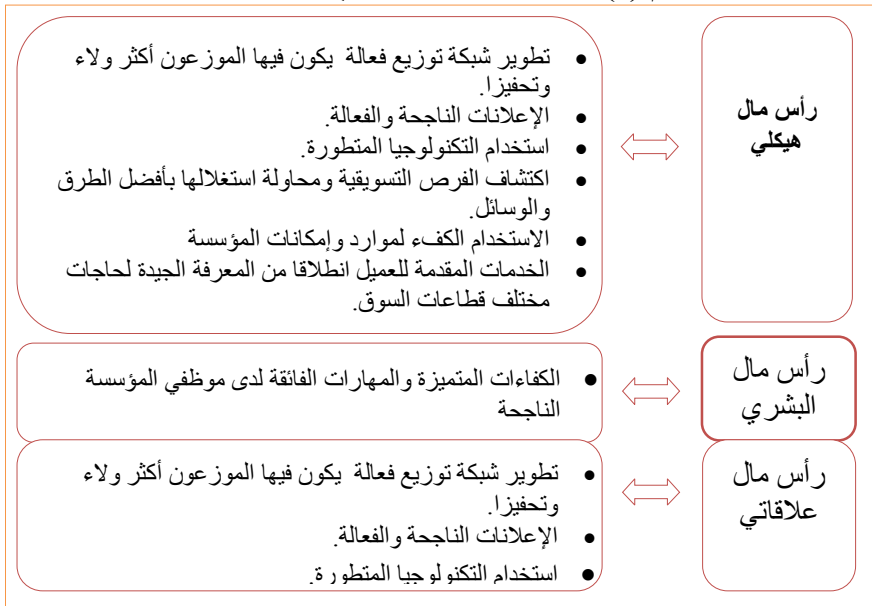 رأس مال
هيكلي
• تطوير شبكة توزيع فعالة يكون فيها الموزعون أكثر ولاء
وتحفيزا.
• الإعلانات الناجحة والفعالة.
• استخدام التكنولوجيا المتطورة.
• اكتشاف الفرص التسويقية ومحاولة استغلالها بأفضل الطرق
والوسائل.
• الاستخدام الكفء لموارد وإمكانات المؤسسة
• الخدمات المقدمة للعميل انطلاقا من المعرفة الجيدة لحاجات
مختلف قطاعات السوق.
رأس مال
البشري
• الكفاءات المتميزة والمهارات الفائقة لدى موظفي المؤسسة
الناجحة
رأس مال
علاقاتي
• تطوير شبكة توزيع فعالة يكون فيها الموزعون أكثر ولاء
وتحفيزا.
• الإعلانات الناجحة والفعالة.
• استخدام التكنولوجيا المتطورة.